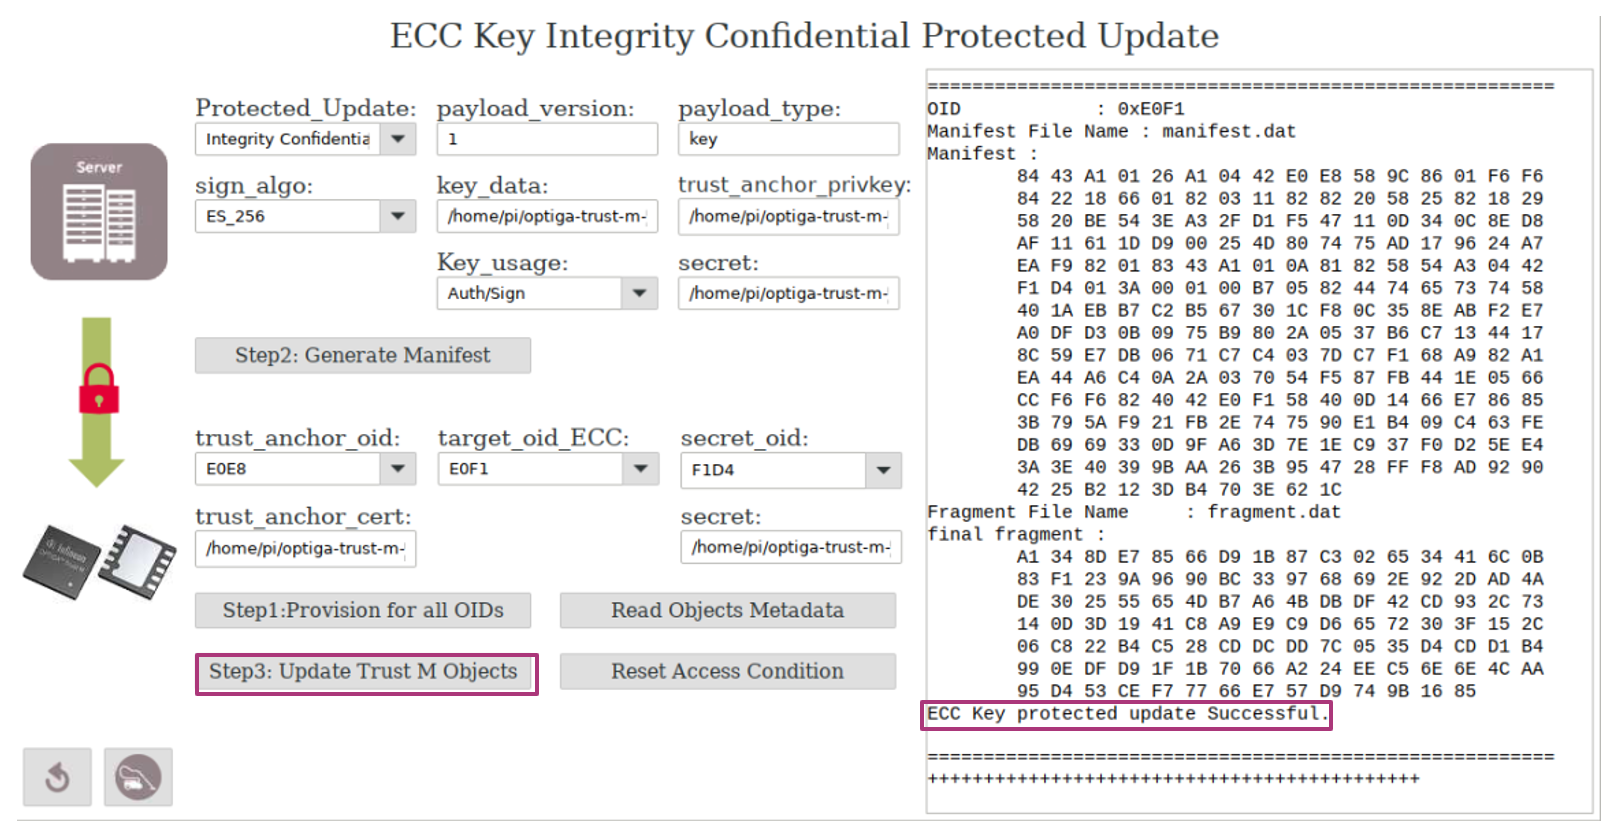 ECC Key Integrity Confidential Protected Update
Server
Protected_Update: payload_version: payload_type:
Integrity Confidentia 1 key
sign_algo: key_data: trust_anchor_privkey:
ES_256 /home/pi/optiga-trust-m- /home/pi/optiga-trust-m-
Key_usage: secret:
Auth/Sign /home/pi/optiga-trust-m-
Step2: Generate Manifest
trust_anchor_oid: target_oid_ECC: secret_oid:
E0E8 E0F1 F1D4
trust_anchor_cert: secret:
/home/pi/optiga-trust-m- /home/pi/optiga-trust-m-
Step1:Provision for all OIDs Read Objects Metadata
Step3: Update Trust M Objects Reset Access Condition
Infineon
OPTIGA Trust M
========================================================
OID : 0xE0F1
Manifest File Name : manifest.dat
Manifest :
84 43 A1 01 26 A1 04 42 E0 E8 58 9C 86 01 F6 F6
84 22 18 66 01 82 03 11 82 82 20 58 25 82 18 29
58 20 BE 54 3E A3 2F D1 F5 47 11 0D 34 0C 8E D8
AF 11 61 1D D9 00 25 4D 80 74 75 AD 17 96 24 A7
EA F9 82 01 83 43 A1 01 0A 81 82 58 54 A3 04 42
F1 D4 01 3A 00 01 00 B7 05 82 44 74 65 73 74 58
40 1A EB B7 C2 B5 67 30 1C F8 0C 35 8E AB F2 E7
A0 DF D3 0B 09 75 B9 80 2A 05 37 B6 C7 13 44 17
8C 59 E7 DB 06 71 C7 C4 03 7D C7 F1 68 A9 82 A1
EA 44 A6 C4 0A 2A 03 70 54 F5 87 FB 44 1E 05 66
CC F6 F6 82 40 42 E0 F1 58 40 0D 14 66 E7 86 85
3B 79 5A F9 21 FB 2E 74 75 90 E1 B4 09 C4 63 FE
DB 69 69 33 0D 9F A6 3D 7E 1E C9 37 F0 D2 5E E4
3A 3E 40 39 9B AA 26 3B 95 47 28 FF F8 AD 92 90
42 25 B2 12 3D B4 70 3E 62 1C
Fragment File Name : fragment.dat
final fragment :
A1 34 8D E7 85 66 D9 1B 87 C3 02 65 34 41 6C 0B
83 F1 23 9A 96 90 BC 33 97 68 69 2E 92 2D AD 4A
DE 30 25 55 65 4D B7 A6 4B DB DF 42 CD 93 2C 73
14 0D 3D 19 41 C8 A9 E9 C9 D6 65 72 30 3F 15 2C
06 C8 22 B4 C5 28 CD DC DD 7C 05 35 D4 CD D1 B4
99 0E DF D9 1F 1B 70 66 A2 24 EE C5 6E 6E 4C AA
95 D4 53 CE F7 77 66 E7 57 D9 74 9B 16 85
ECC Key protected update Successful.
========================================================
++++++++++++++++++++++++++++++++++++++++++++